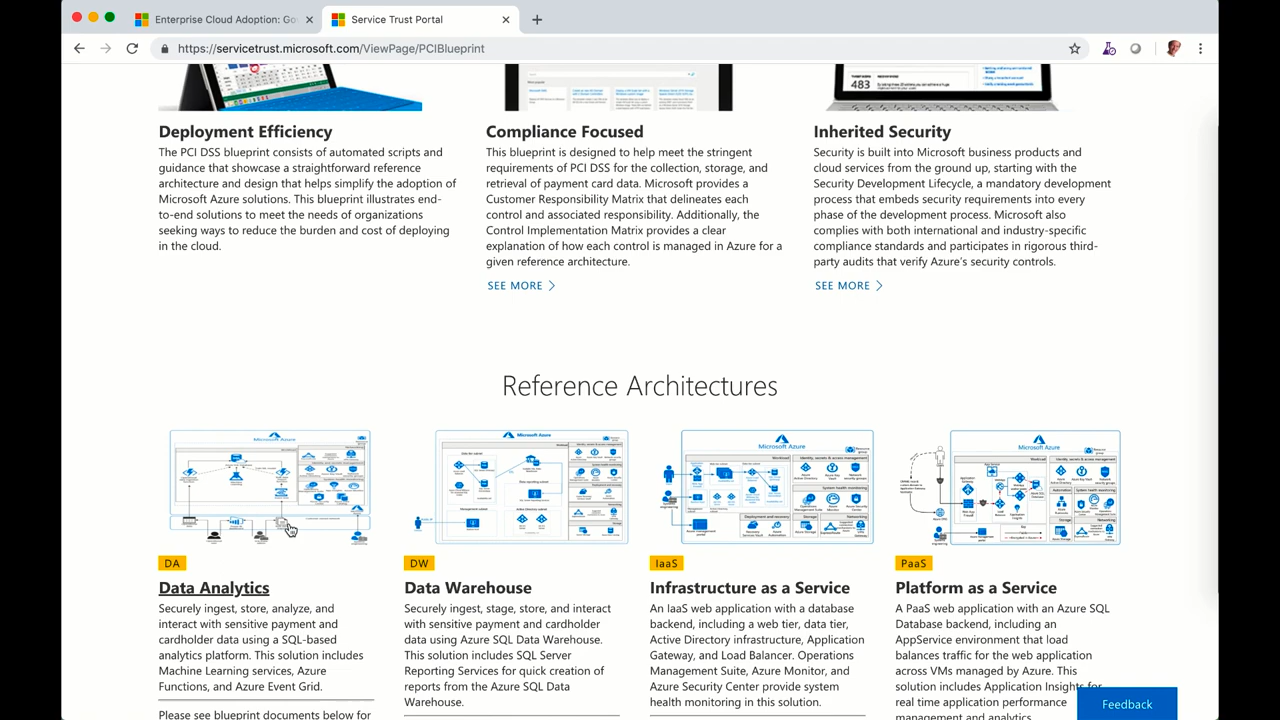 Enterprise Cloud Adoption: Go
Service Trust Portal
https://servicetrust.microsoft.com/ViewPage/PCIBlueprint
483
Deployment Efficiency
The PCI DSS blueprint consists of automated scripts and
guidance that showcase a straightforward reference
architecture and design that helps simplify the adoption of
Microsoft Azure solutions. This blueprint illustrates end-
to-end solutions to meet the needs of organizations
seeking ways to reduce the burden and cost of deploying
in the cloud.
Compliance Focused
This blueprint is designed to help meet the stringent
requirements of PCI DSS for the collection, storage, and
retrieval of payment card data. Microsoft provides a
Customer Responsibility Matrix that delineates each
control and associated responsibility. Additionally, the
Control Implementation Matrix provides a clear
explanation of how each control is managed in Azure for a
given reference architecture.
SEE MORE
Inherited Security
Security is built into Microsoft business products and
cloud services from the ground up, starting with the
Security Development Lifecycle, a mandatory development
process that embeds security requirements into every
phase of the development process. Microsoft also
complies with both international and industry-specific
compliance standards and participates in rigorous third-
party audits that verify Azure's security controls.
SEE MORE
Reference Architectures
Microsoft Azure
Microsoft Azure
Microsoft Azure
Microsoft Azure
DA
Data Analytics
Securely ingest, store, analyze, and
interact with sensitive payment and
cardholder data using a SQL-based
analytics platform. This solution includes
Machine Learning services, Azure
Functions, and Azure Event Grid.
Please see blueprint documents below for
DW
Data Warehouse
Securely ingest, stage, store, and interact
with sensitive payment and cardholder
data using Azure SQL Data Warehouse.
This solution includes SQL Server
Reporting Services for quick creation of
reports from the Azure SQL Data
Warehouse.
IaaS
Infrastructure as a Service
An IaaS web application with a database
backend, including a web tier, data tier,
Active Directory infrastructure, Application
Gateway, and Load Balancer. Operations
Management Suite, Azure Monitor, and
Azure Security Center provide system
health monitoring in this solution.
PaaS
Platform as a Service
A PaaS web application with an Azure SQL
Database backend, including an
AppService environment that load
balances traffic for the web application
across VMs managed by Azure. This
solution includes Application Insights for
real time application performance
management and analytics.
Feedback